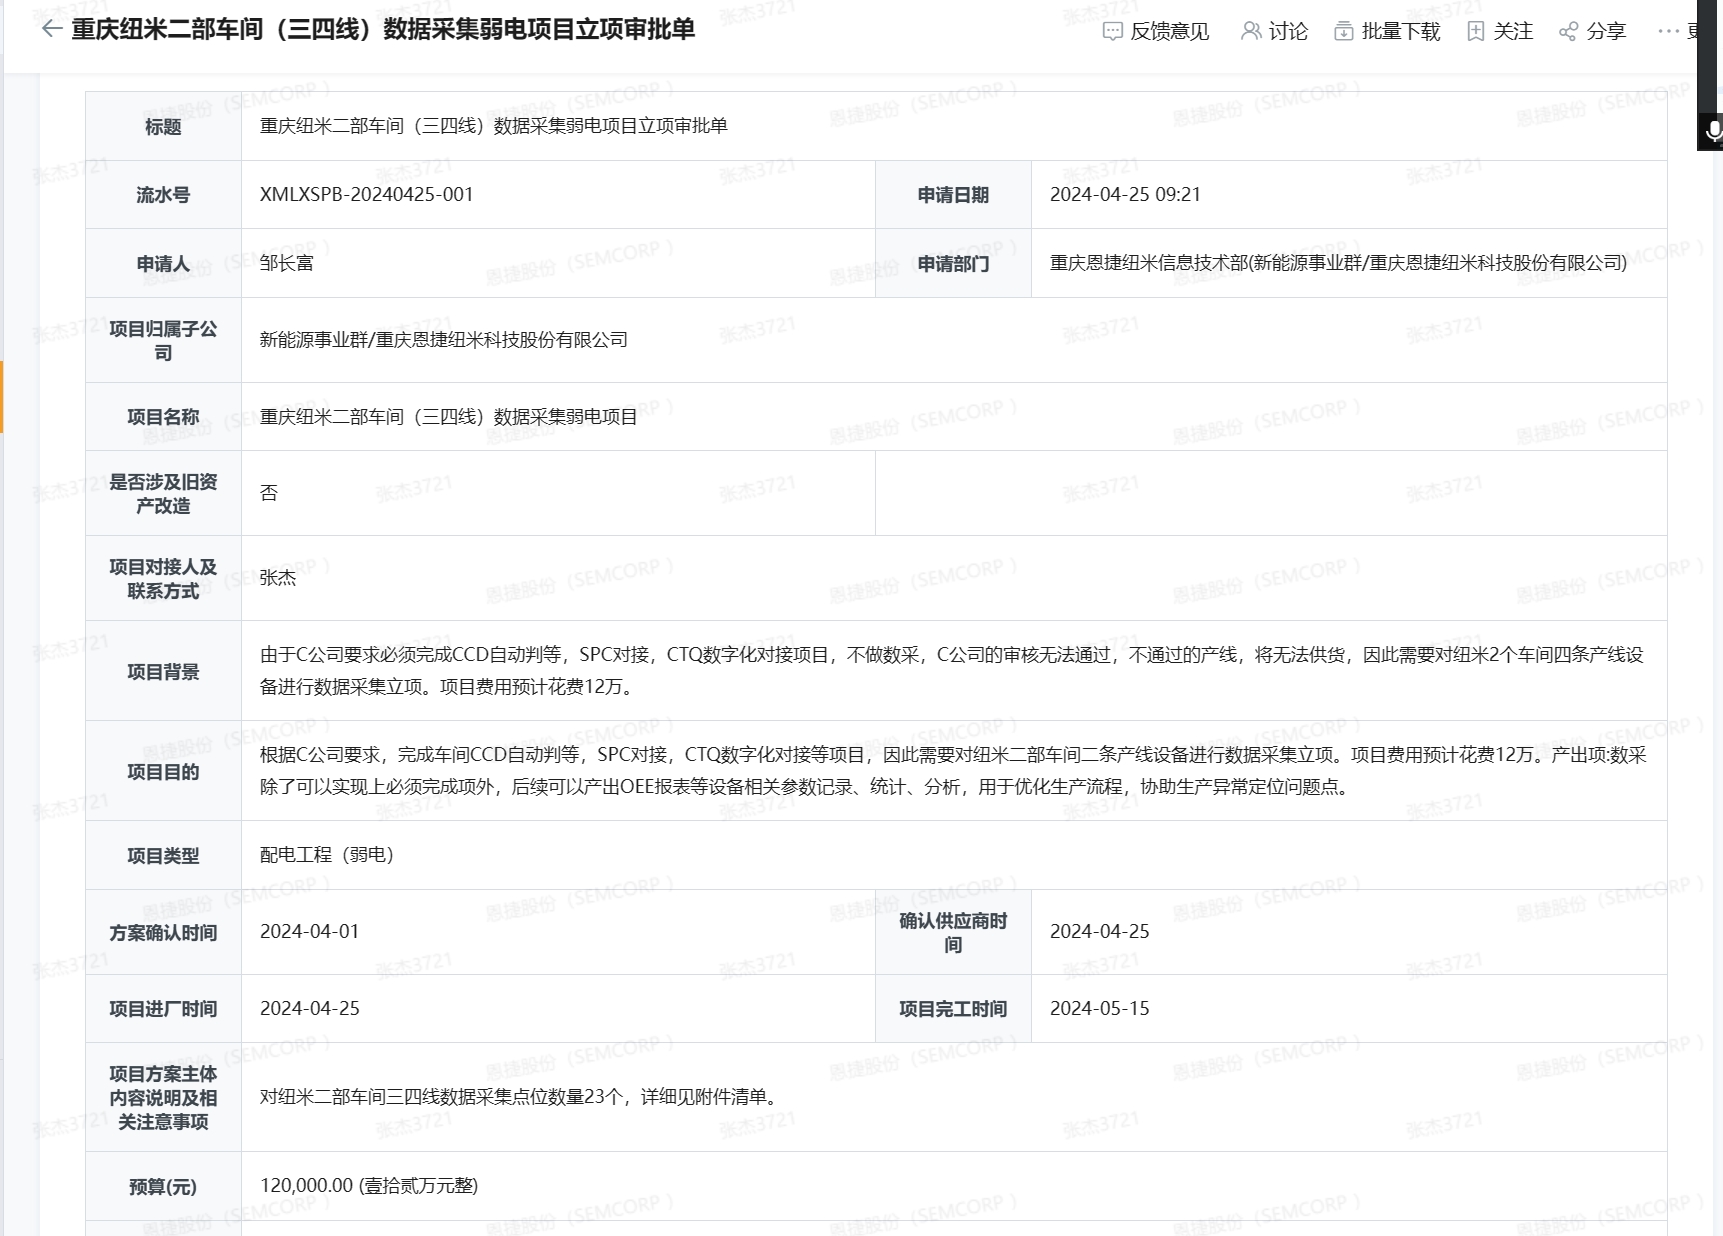 重庆纽米二部车间（三四线）数据采集弱电项目立项审批单
反馈意见 讨论 批量下载 关注 分享 ···
标题 重庆纽米二部车间（三四线）数据采集弱电项目立项审批单
流水号 XMLXSPB-20240425-001 申请日期 2024-04-25 09:21
申请人 邹长富 申请部门 重庆恩捷纽米信息技术部(新能源事业群/重庆恩捷纽米科技股份有限公司)
项目归属子公
司
新能源事业群/重庆恩捷纽米科技股份有限公司
项目名称 重庆纽米二部车间（三四线）数据采集弱电项目
是否涉及旧资
产改造
否
项目对接人及
联系方式
张杰
项目背景
由于C公司要求必须完成CCD自动判等，SPC对接，CTQ数字化对接项目，不做数采，C公司的审核无法通过，不通过的产线，将无法供货，因此需要对纽米2个车间四条产线设
备进行数据采集立项。项目费用预计花费12万。
项目目的
根据C公司要求，完成车间CCD自动判等，SPC对接，CTQ数字化对接等项目，因此需要对纽米二部车间二条产线设备进行数据采集立项。项目费用预计花费12万。产出项:数采
除了可以实现上必须完成项外，后续可以产出OEE报表等设备相关参数记录、统计、分析，用于优化生产流程，协助生产异常定位问题点。
项目类型 配电工程（弱电）
方案确认时间 2024-04-01
确认供应商时
间
2024-04-25
项目进厂时间 2024-04-25 项目完工时间 2024-05-15
项目方案主体
内容说明及相
关注意事项
对纽米二部车间三四线数据采集点位数量23个，详细见附件清单。
预算(元) 120,000.00 (壹拾贰万元整)
恩捷股份（SEMCORP）
张杰3721